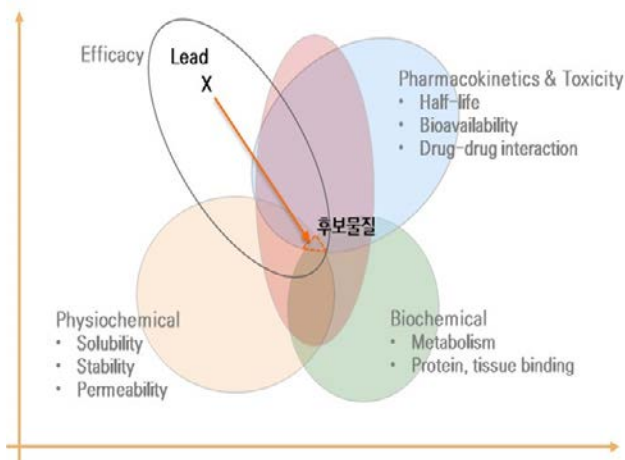 Efficacy
Lead
X
Pharmacokinetics & Toxicity
• Half-life
• Bioavailability
• Drug-drug interaction
후보물질
Physiochemical
• Solubility
• Stability
• Permeability
Biochemical
• Metabolism
• Protein, tissue binding